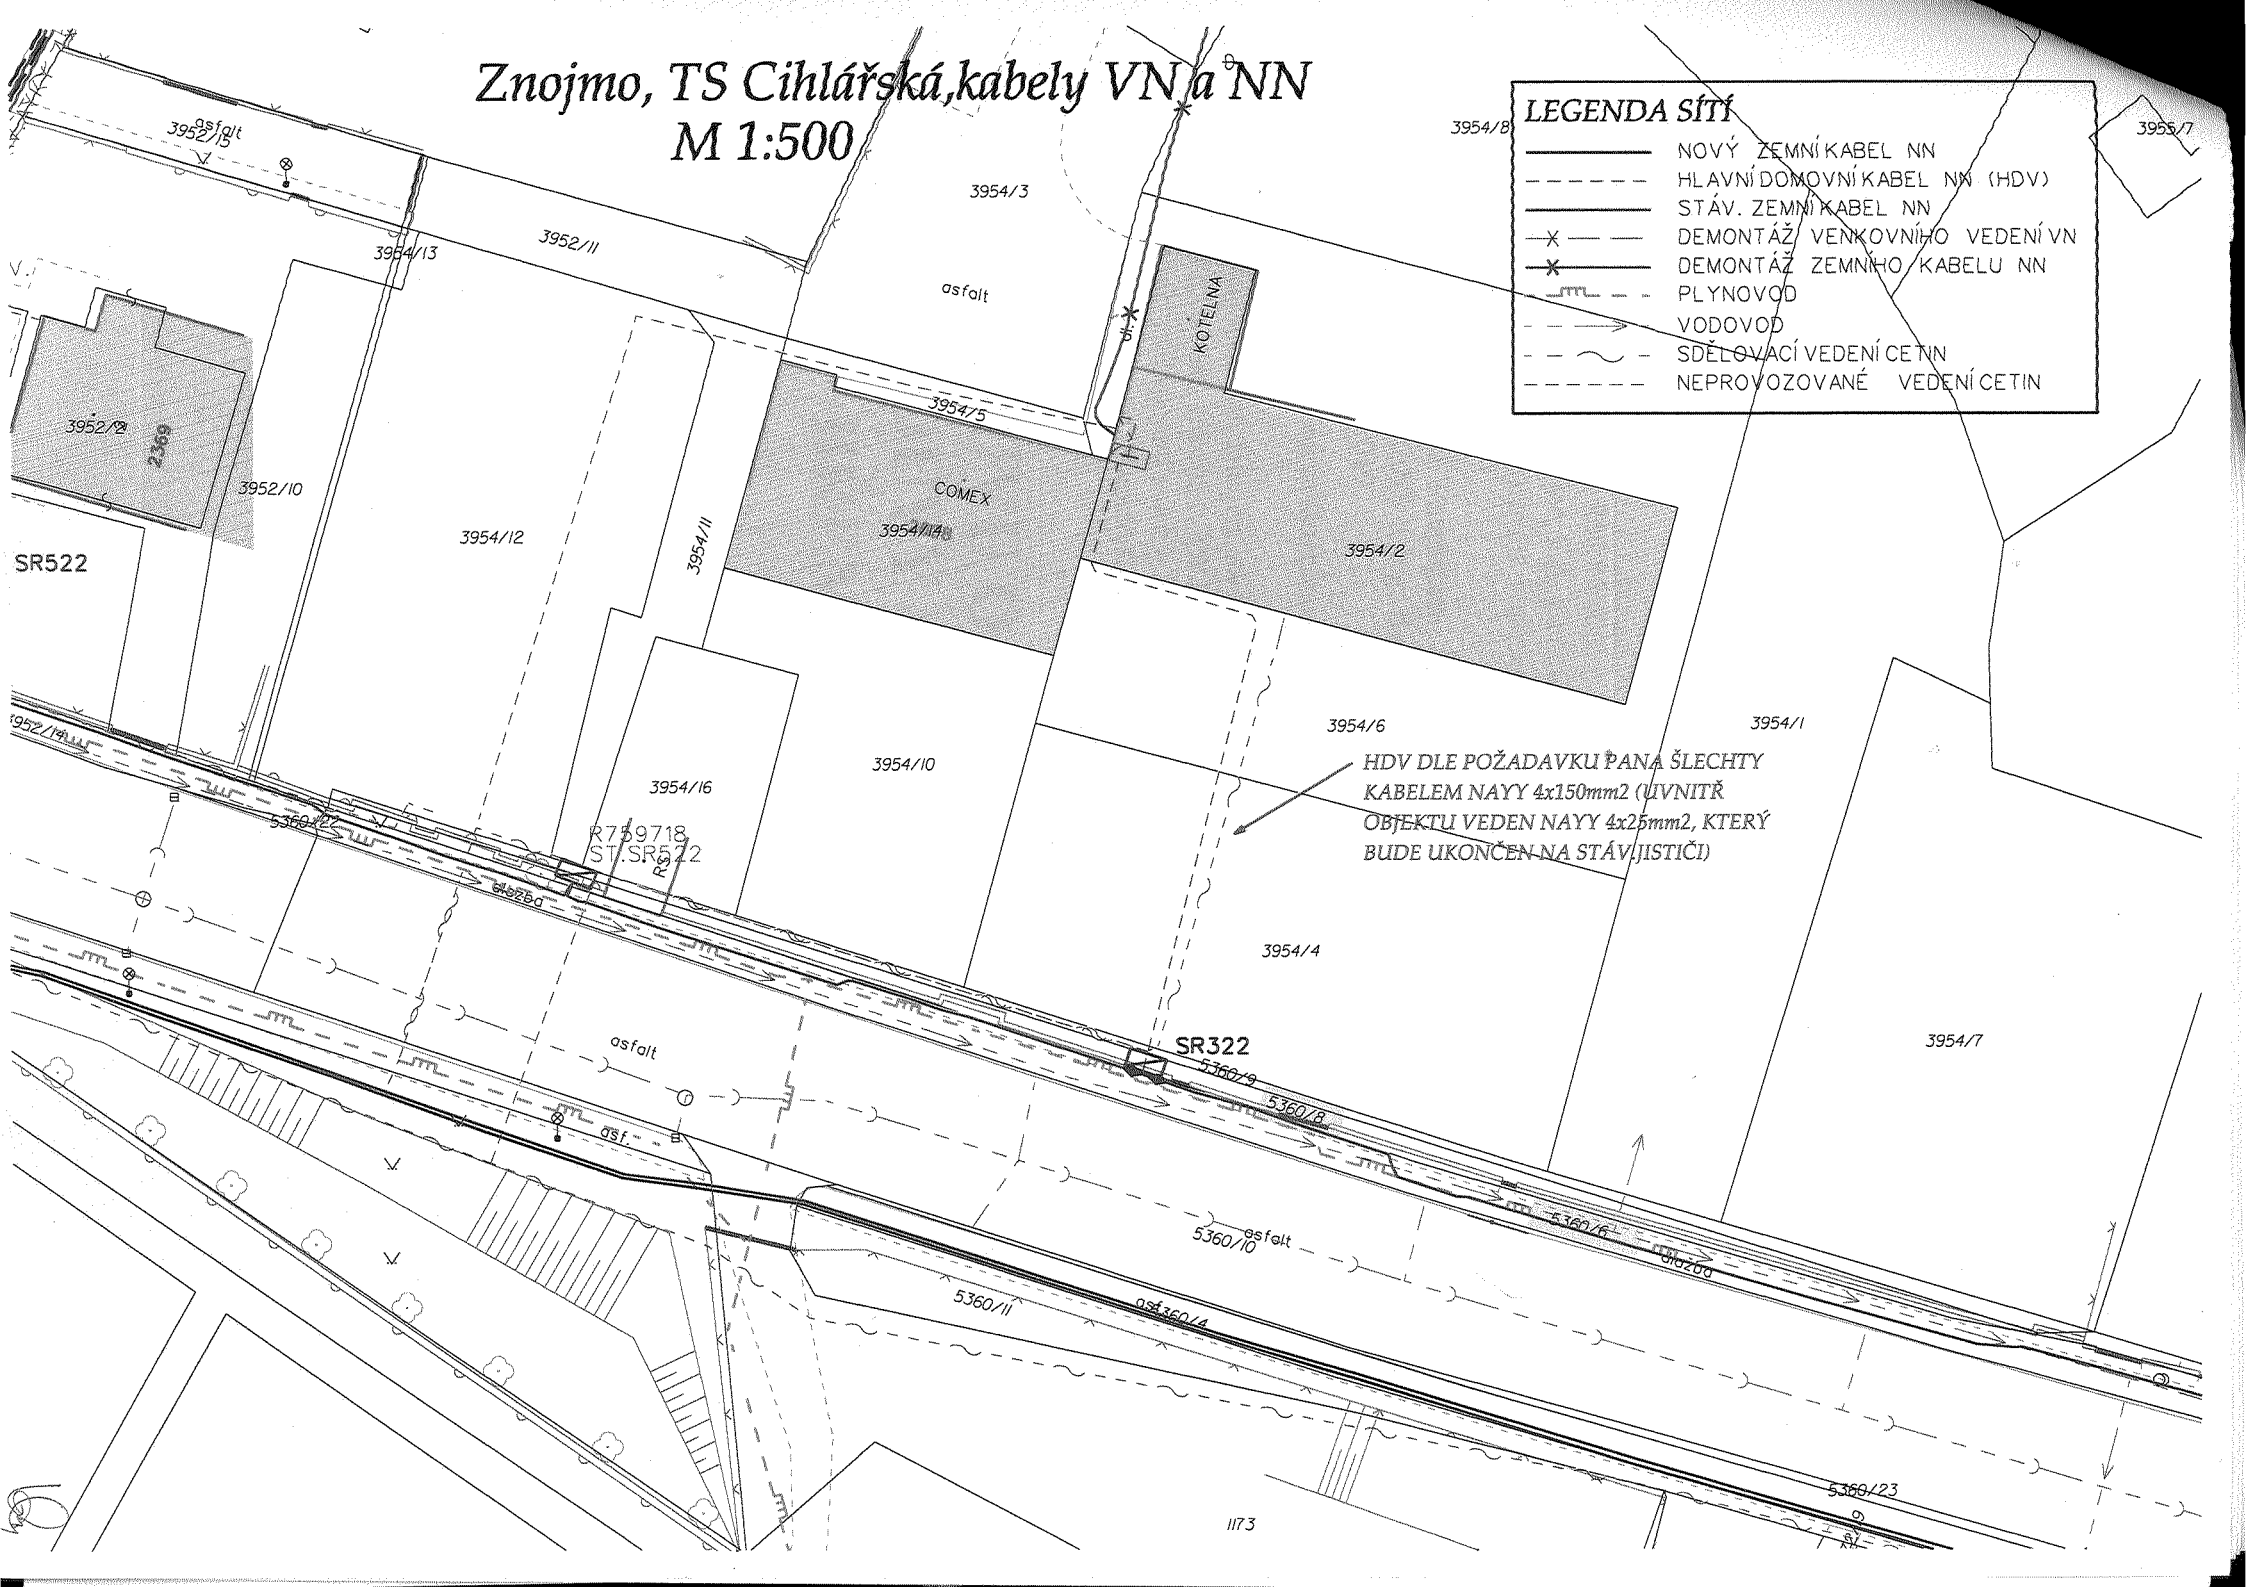 Znojmo, TS Cihlářská,kabely VN a NN
M 1:500
LEGENDA SÍTÍ
NOVÝ ZEMNÍ KABEL NN
HLAVNÍ DOMOVNÍ KABEL NN (HDV)
STÁV. ZEMNÍ KABEL NN
DEMONTÁŽ VENKOVNÍHO VEDENÍ VN
DEMONTÁŽ ZEMNÍHO KABELU NN
PLYNOVOD
VODOVOD
SDĚLOVACÍ VEDENÍ CETIN
NEPROVOZOVANÉ VEDENÍ CETIN
3954/8
3955/7
asfalt
3952/15
3954/3
3954/13
3952/11
asfalt
KOTELNA
3954/5
3952/2
2369
3952/10
COMEX
3954/12
3954/11
3954/2
SR522
3952/14
3954/6
3954/1
HDV DLE POŽADAVKU PANA ŠLECHTY
KABELEM NAYY 4x150mm2 (UVNITŘ
OBJEKTU VEDEN NAYY 4x25mm2, KTERÝ
BUDE UKONČEN NA STÁV.JISTIČI)
3954/10
3954/16
5360/22
R759718
ST.SR522
RS
dlažba
3954/4
3954/7
asfalt
SR322
5360/9
5360/8
asf.
5360/6
asfalt
5360/10
dlažba
5360/11
asf.
5360/4
5360/23
1173